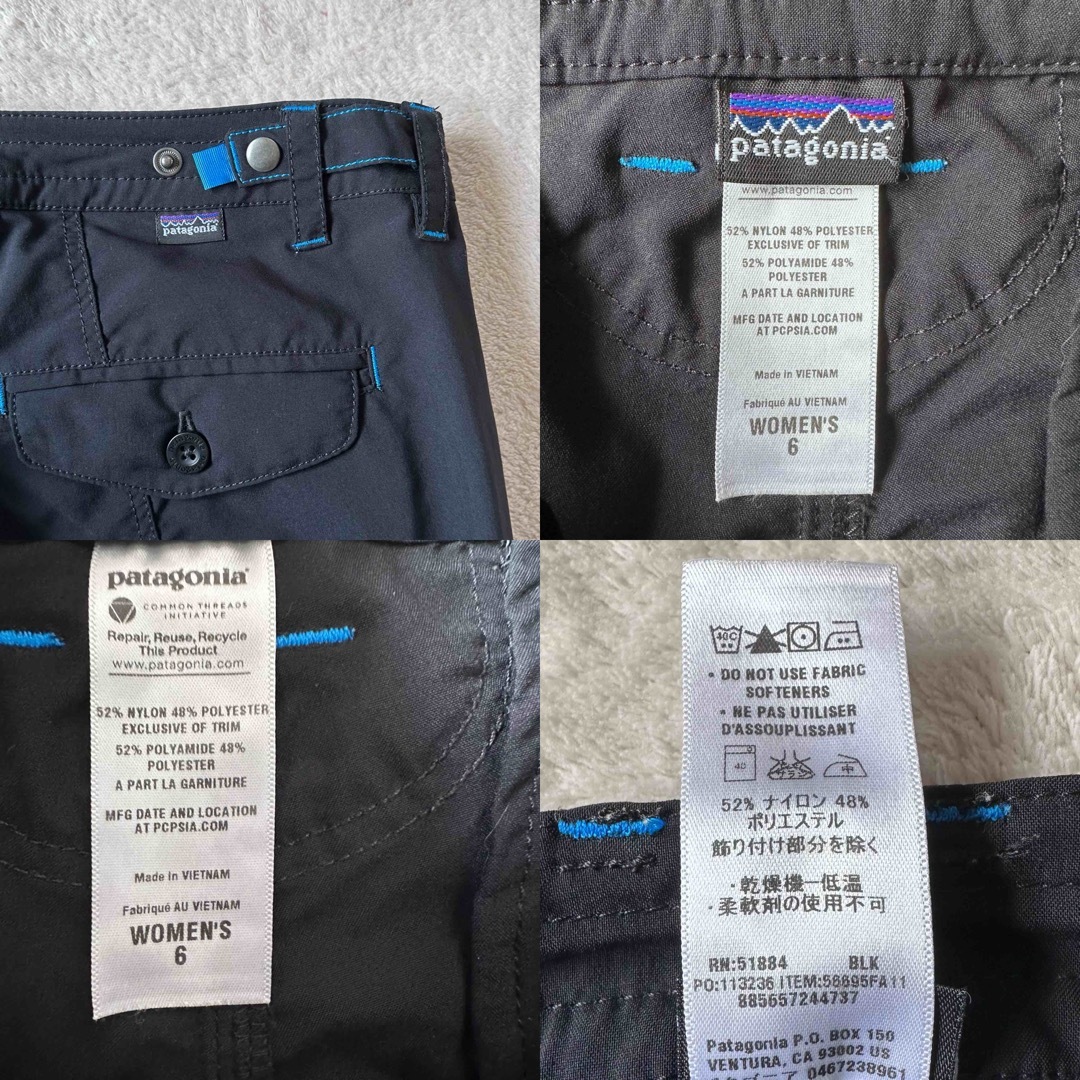 patagonia
patagonia
www.patagonia.com
52% NYLON 48% POLYESTER
EXCLUSIVE OF TRIM
52% POLYAMIDE 48%
POLYESTER
A PART LA GARNITURE
MFG DATE AND LOCATION
AT PCPSIA.COM
Made in VIETNAM
Fabriqué AU VIETNAM
WOMEN'S
6
patagonia®
COMMON THREADS
INITIATIVE
Repair, Reuse, Recycle
This Product
www.patagonia.com
52% NYLON 48% POLYESTER
EXCLUSIVE OF TRIM
52% POLYAMIDE 48%
POLYESTER
A PART LA GARNITURE
MFG DATE AND LOCATION
AT PCPSIA.COM
Made in VIETNAM
Fabriqué AU VIETNAM
WOMEN'S
6
40C
• DO NOT USE FABRIC
SOFTENERS
• NE PAS UTILISER
D'ASSOUPLISSANT
40 中
52% ナイロン 48%
ポリエステル
飾り付け部分を除く
・乾燥機－低温
・柔軟剤の使用不可
RN:51884 BLK
PO:113236 ITEM:56695FA11
885657244737
Patagonia P.O. BOX 150
VENTURA, CA 93002 US
0467238961